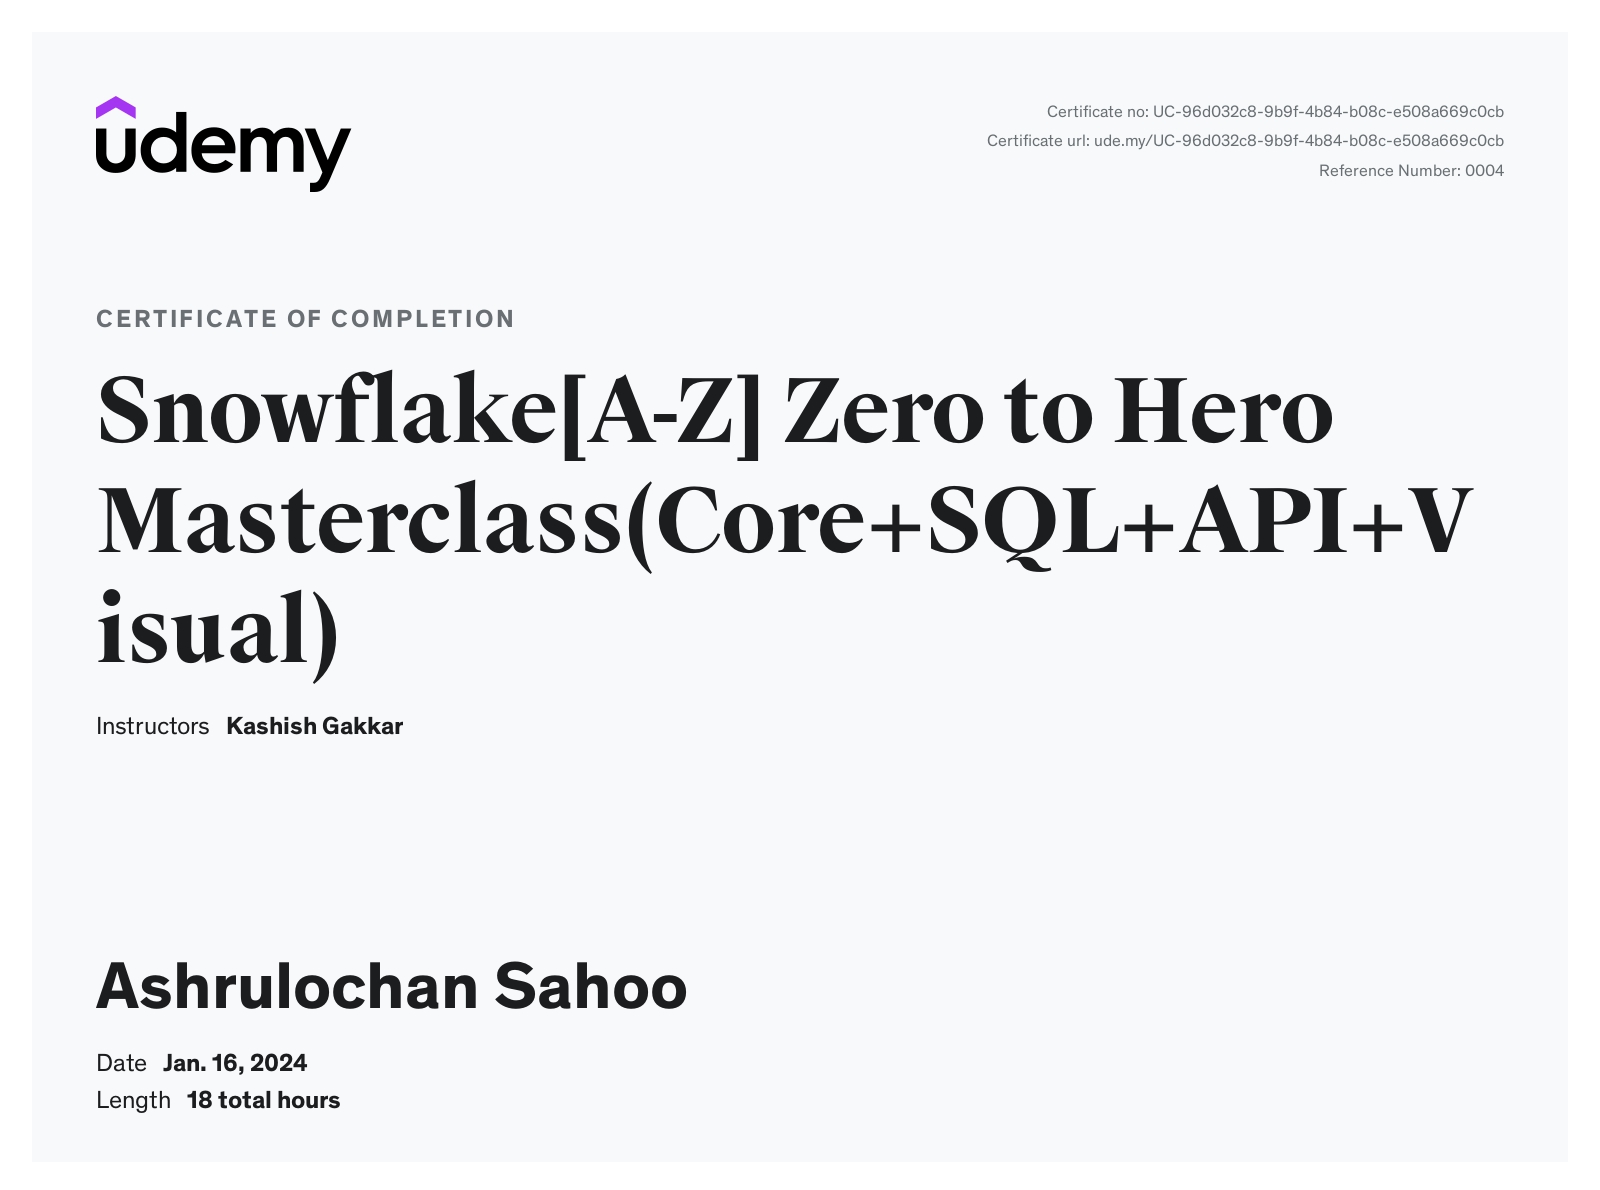 udemy
Certificate no: UC-96d032c8-9b9f-4b84-b08c-e508a669c0cb
Certificate url: ude.my/UC-96d032c8-9b9f-4b84-b08c-e508a669c0cb
Reference Number: 0004
CERTIFICATE OF COMPLETION
Snowflake[A-Z] Zero to Hero
Masterclass(Core+SQL+API+V
isual)
Instructors Kashish Gakkar
Ashrulochan Sahoo
Date Jan. 16, 2024
Length 18 total hours